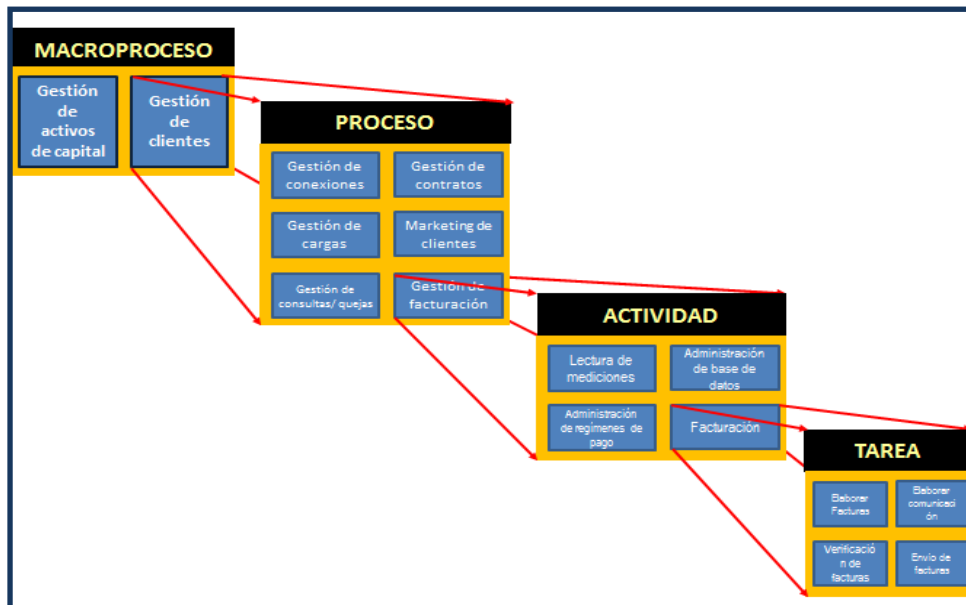 MACROPROCESO
Gestión
de
activos
de capital
Gestión
de
clientes
PROCESO
Gestión de
conexiones
Gestión de
contratos
Gestión de
cargas
Marketing de
clientes
Gestión de
consultas/ quejas
Gestión de
facturación
ACTIVIDAD
Lectura de
mediciones
Administración
de base de
datos
Administración
de regímenes de
pago
Facturación
TAREA
Elaborar
Facturas
Elaborar
comunicaci
ón
Verificació
n de
facturas
Envío de
facturas